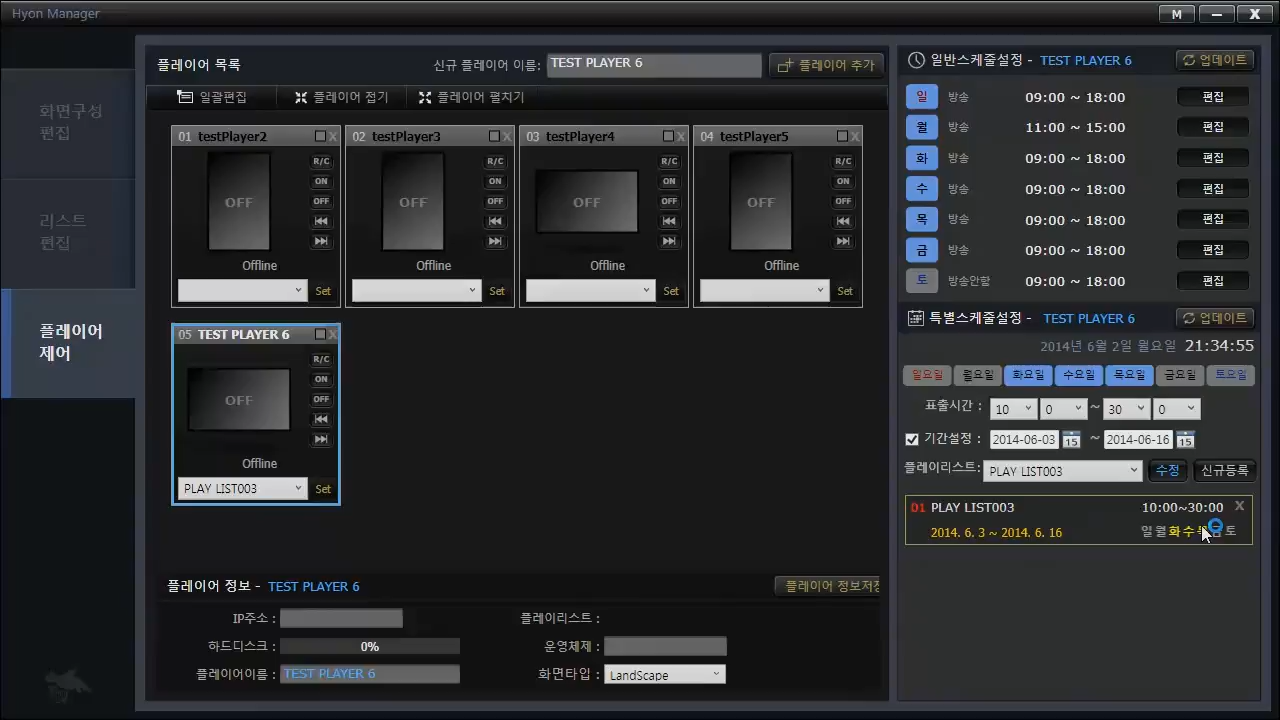 Hyon Manager
M
X
화면구성
편집
리스트
편집
플레이어
제어
플레이어 목록
신규 플레이어 이름: TEST PLAYER 6
플레이어 추가
일괄편집
플레이어 접기
플레이어 펼치기
01 testPlayer2 X
R/C
ON
OFF
OFF
Offline
Set
02 testPlayer3 X
R/C
ON
OFF
OFF
Offline
Set
03 testPlayer4 X
R/C
ON
OFF
OFF
Offline
Set
04 testPlayer5 X
R/C
ON
OFF
OFF
Offline
Set
05 TEST PLAYER 6 X
R/C
ON
OFF
OFF
Offline
PLAY LIST003 Set
플레이어 정보 - TEST PLAYER 6
플레이어 정보저장
IP주소 :
플레이리스트 :
하드디스크 : 0%
운영체제 :
플레이어이름 : TEST PLAYER 6
화면타입 : LandScape
일반스케줄설정 - TEST PLAYER 6
업데이트
일 방송 09:00 ~ 18:00 편집
월 방송 11:00 ~ 15:00 편집
화 방송 09:00 ~ 18:00 편집
수 방송 09:00 ~ 18:00 편집
목 방송 09:00 ~ 18:00 편집
금 방송 09:00 ~ 18:00 편집
토 방송안함 09:00 ~ 18:00 편집
특별스케줄설정 - TEST PLAYER 6
업데이트
2014년 6월 2일 월요일 21:34:55
일요일 월요일 화요일 수요일 목요일 금요일 토요일
표출시간 : 10 0 ~ 30 0
기간설정 : 2014-06-03 15 ~ 2014-06-16 15
플레이리스트: PLAY LIST003 수정 신규등록
01 PLAY LIST003 10:00~30:00 X
2014. 6. 3 ~ 2014. 6. 16 일월화수 토